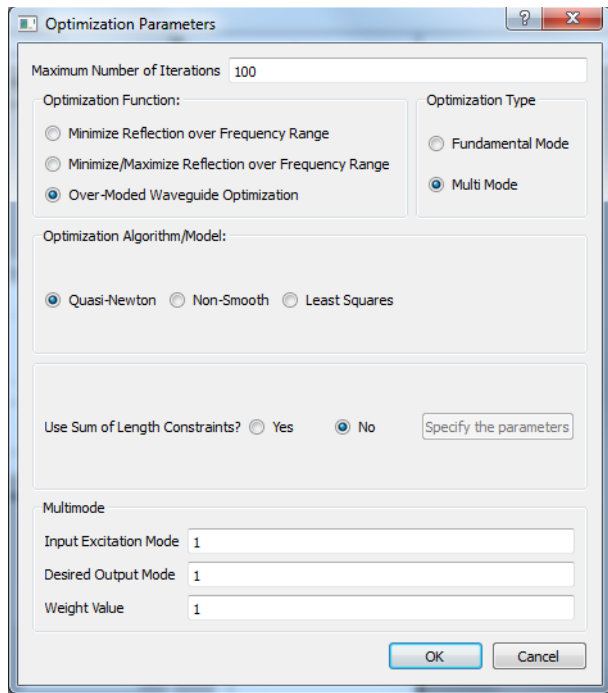 Optimization Parameters
?
Maximum Number of Iterations 100
Optimization Function:
Minimize Reflection over Frequency Range
Minimize/Maximize Reflection over Frequency Range
Over-Moded Waveguide Optimization
Optimization Type
Fundamental Mode
Multi Mode
Optimization Algorithm/Model:
Quasi-Newton Non-Smooth Least Squares
Use Sum of Length Constraints? Yes No Specify the parameters
Multimode
Input Excitation Mode 1
Desired Output Mode 1
Weight Value 1
OK Cancel